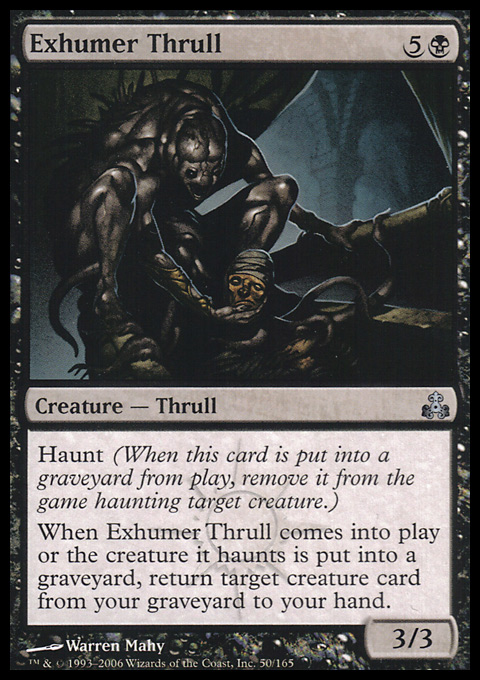 Exhumer Thrull 5
Creature — Thrull
Haunt (When this card is put into a
graveyard from play, remove it from the
game haunting target creature.)
When Exhumer Thrull comes into play
or the creature it haunts is put into a
graveyard, return target creature card
from your graveyard to your hand.
3/3
Warren Mahy
™ & © 1993–2006 Wizards of the Coast, Inc. 50/165